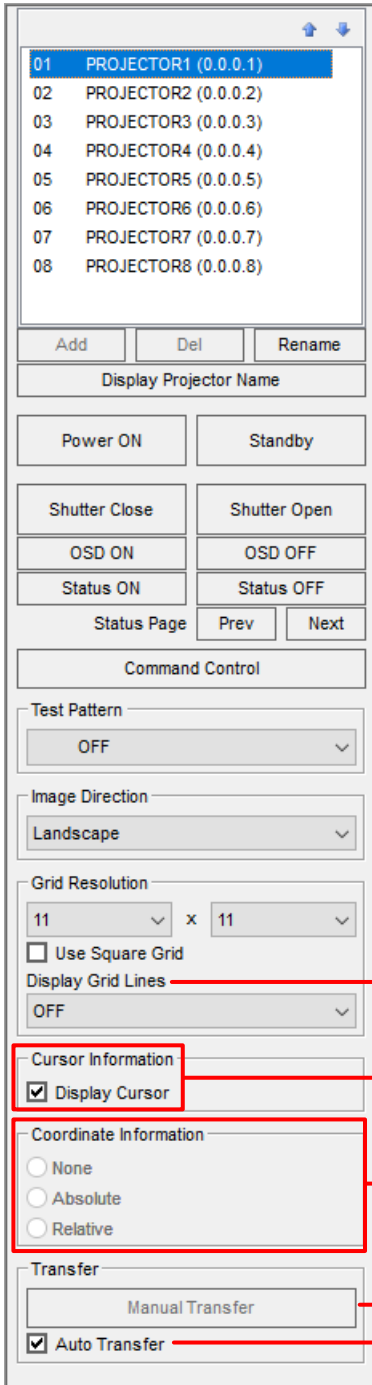 01 PROJECTOR1 (0.0.0.1)
02 PROJECTOR2 (0.0.0.2)
03 PROJECTOR3 (0.0.0.3)
04 PROJECTOR4 (0.0.0.4)
05 PROJECTOR5 (0.0.0.5)
06 PROJECTOR6 (0.0.0.6)
07 PROJECTOR7 (0.0.0.7)
08 PROJECTOR8 (0.0.0.8)
Add Del Rename
Display Projector Name
Power ON Standby
Shutter Close Shutter Open
OSD ON OSD OFF
Status ON Status OFF
Status Page Prev Next
Command Control
Test Pattern
OFF
Image Direction
Landscape
Grid Resolution
11 x 11
Use Square Grid
Display Grid Lines
OFF
Cursor Information
Display Cursor
Coordinate Information
None
Absolute
Relative
Transfer
Manual Transfer
Auto Transfer